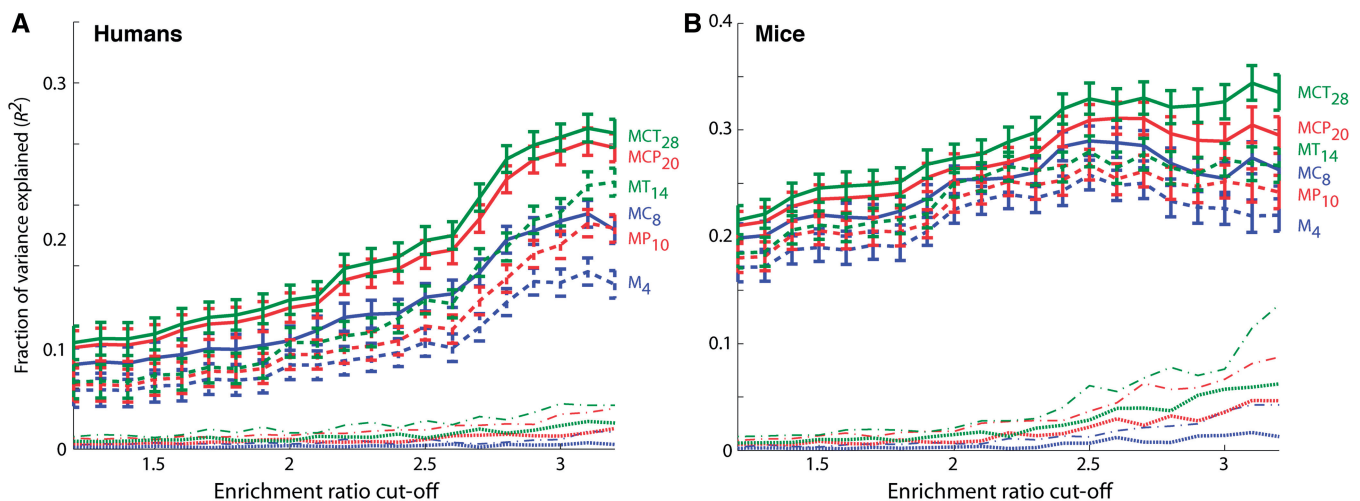 A Humans
Fraction of variance explained (R²)
0.3
0.2
0.1
0
1.5 2 2.5 3
Enrichment ratio cut-off
MCT28
MCP20
MT14
MC8
MP10
M4
B Mice
0.4
0.3
0.2
0.1
0
1.5 2 2.5 3
Enrichment ratio cut-off
MCT28
MCP20
MT14
MC8
MP10
M4